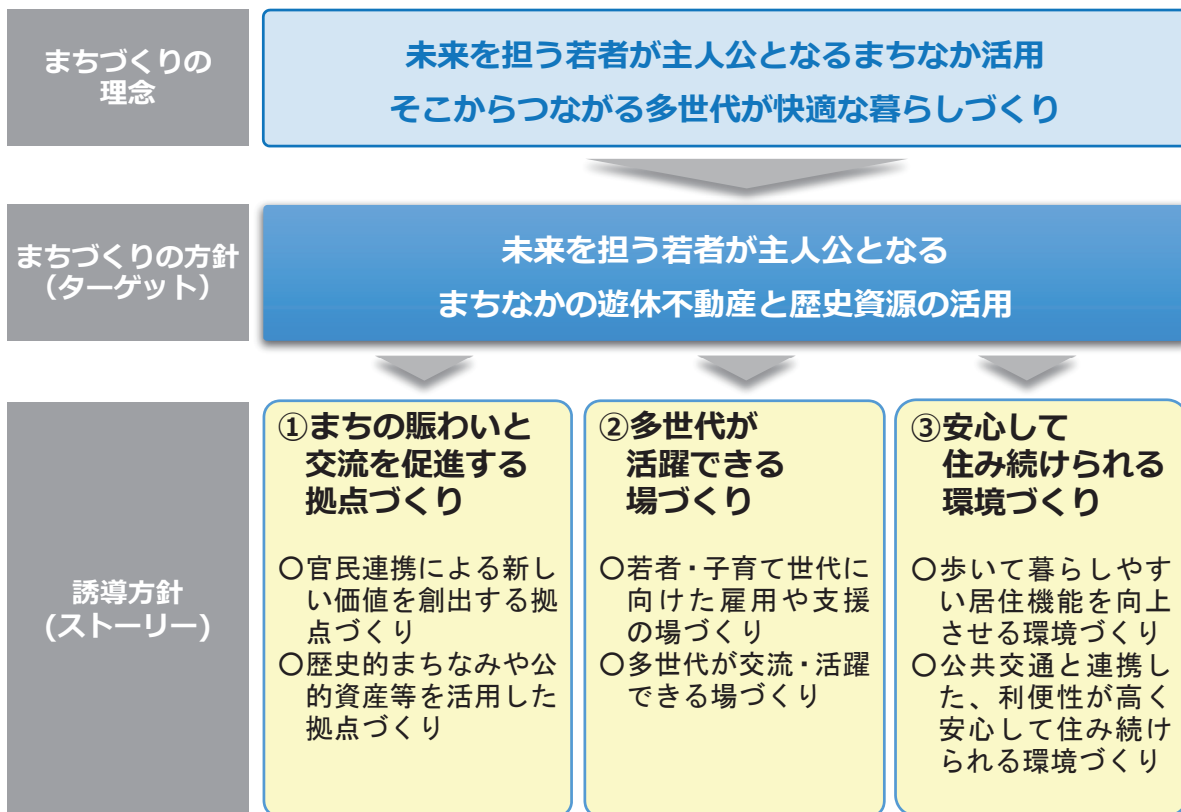 まちづくりの
理念
未来を担う若者が主人公となるまちなか活用
そこからつながる多世代が快適な暮らしづくり
まちづくりの方針
（ターゲット）
未来を担う若者が主人公となる
まちなかの遊休不動産と歴史資源の活用
誘導方針
(ストーリー)
①まちの賑わいと
交流を促進する
拠点づくり
〇官民連携による新し
い価値を創出する拠
点づくり
〇歴史的まちなみや公
的資産等を活用した
拠点づくり
②多世代が
活躍できる
場づくり
〇若者・子育て世代に
向けた雇用や支援
の場づくり
〇多世代が交流・活躍
できる場づくり
③安心して
住み続けられる
環境づくり
〇歩いて暮らしやす
い居住機能を向上
させる環境づくり
〇公共交通と連携し
た、利便性が高く
安心して住み続け
られる環境づくり